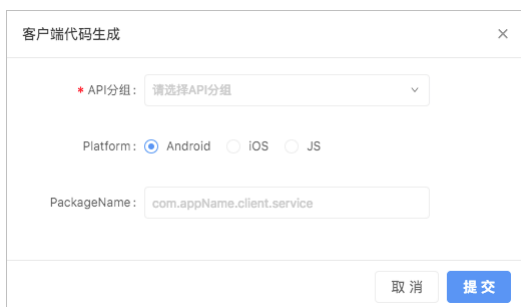 客户端代码生成
* API分组: 请选择API分组
Platform: Android iOS JS
PackageName: com.appName.client.service
取 消 提 交